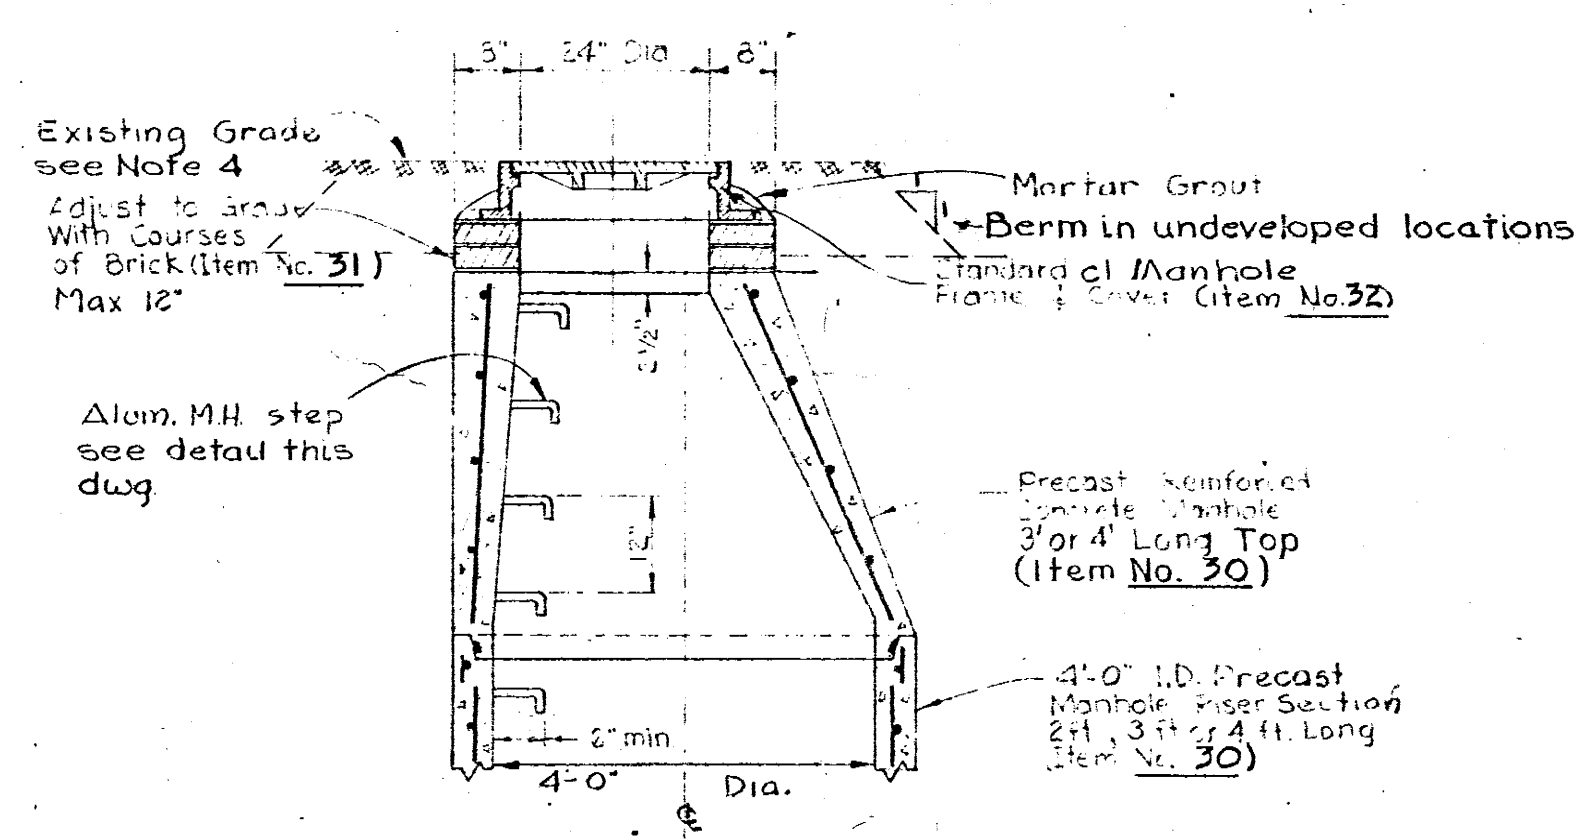 8" 24" Dia 8"
Existing Grade
see Note 4
Adjust to Grade
With Courses
of Brick (Item No. 31)
Max 12"
Mortar Grout
1
Berm in undeveloped locations
Standard CI Manhole
Frame & Cover (Item No. 32)
Alum. M.H. step
see detail this
dwg.
12"
Precast Reinforced
Concrete Manhole
3' or 4' Long Top
(Item No. 30)
4'-0" I.D. Precast
Manhole Riser Section
2 ft, 3 ft or 4 ft. Long
(Item No. 30)
min
4'-0" Dia.